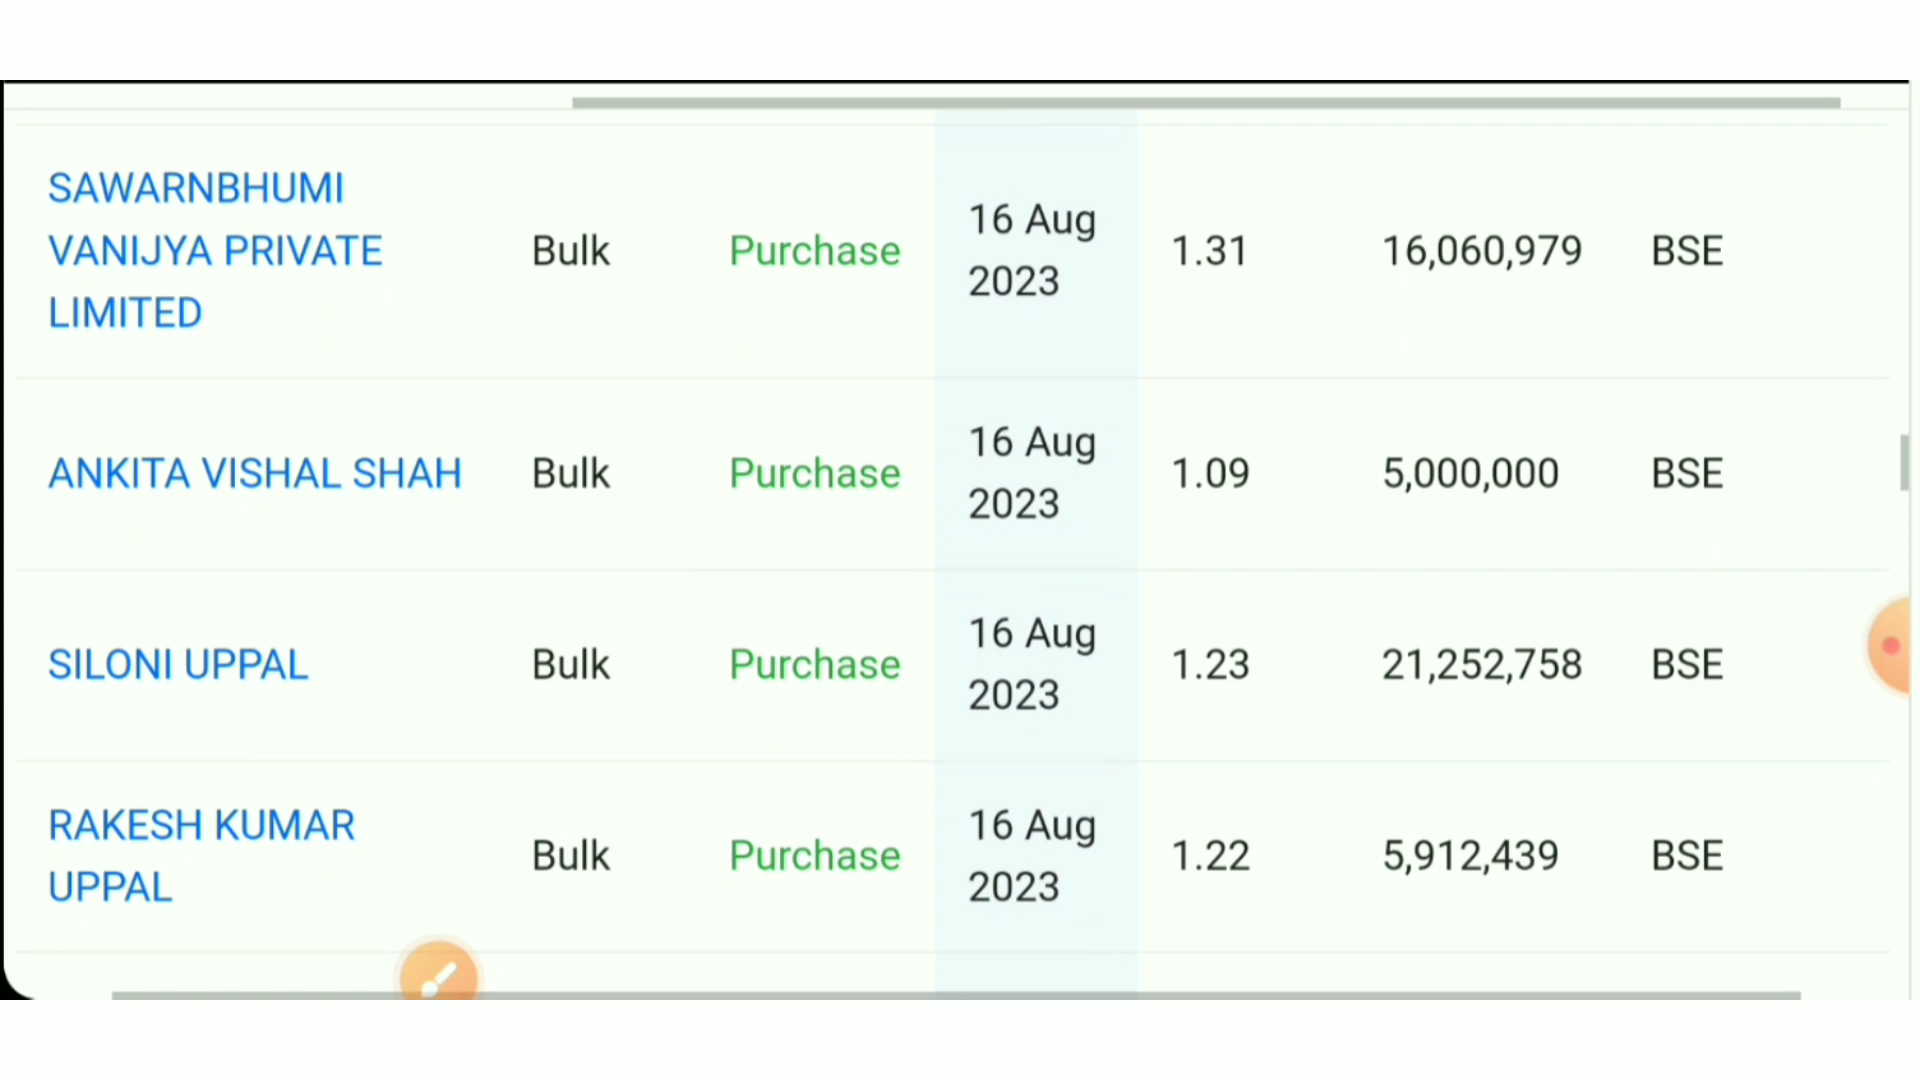 SAWARNBHUMI
VANIJYA PRIVATE
LIMITED
Bulk
Purchase
16 Aug
2023
1.31
16,060,979
BSE
ANKITA VISHAL SHAH
Bulk
Purchase
16 Aug
2023
1.09
5,000,000
BSE
SILONI UPPAL
Bulk
Purchase
16 Aug
2023
1.23
21,252,758
BSE
RAKESH KUMAR
UPPAL
Bulk
Purchase
16 Aug
2023
1.22
5,912,439
BSE